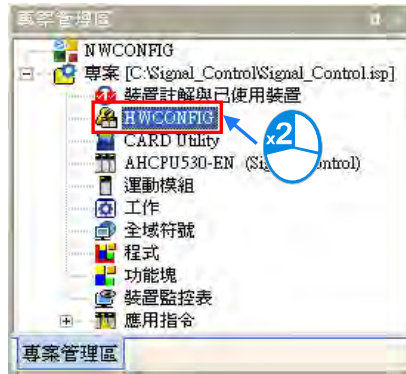 專案管理區
NWCONFIG
專案 [C:\Signal_Control\Signal_Control.isp]
裝置註解與已使用裝置
HWCONFIG
x2
CARD Utility
AHCPU530-EN (Si ontrol)
運動模組
工作
全域符號
程式
功能塊
裝置監控表
應用指令
專案管理區